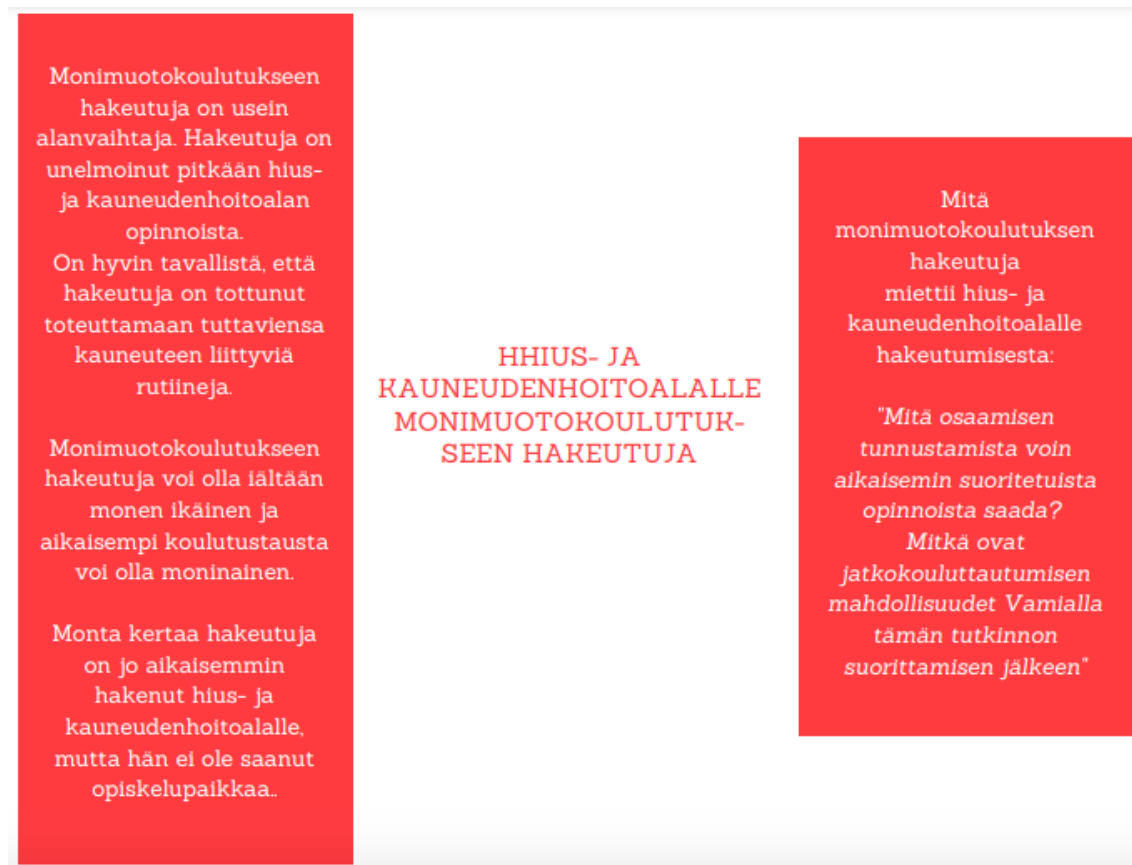 Monimuotokoulutukseen
hakeutuja on usein
alanvaihtaja. Hakeutuja on
unelmoinut pitkään hius-
ja kauneudenhoitoalan
opinnoista.
On hyvin tavallistä, että
hakeutuja on tottunut
toteuttamaan tuttaviensa
kauneuteen liittyviä
rutiineja.
Monimuotokoulutukseen
hakeutuja voi olla iältään
monen ikäinen ja
aikaisempi koulutustausta
voi olla moninainen.
Monta kertaa hakeutuja
on jo aikaisemmin
hakenut hius- ja
kauneudenhoitoalalle,
mutta hän ei ole saanut
opiskelupaikkaa..
HHIUS- JA
KAUNEUDENHOITOALALLE
MONIMUOTOKOULUTUK-
SEEN HAKEUTUJA
Mitä
monimuotokoulutuksen
hakeutuja
miettii hius- ja
kauneudenhoitoalalle
hakeutumisesta:
"Mitä osaamisen
tunnustamista voin
aikaisemin suoritetuista
opinnoista saada?
Mitkä ovat
jatkokouluttautumisen
mahdollisuudet Vamialla
tämän tutkinnon
suorittamisen jälkeen"